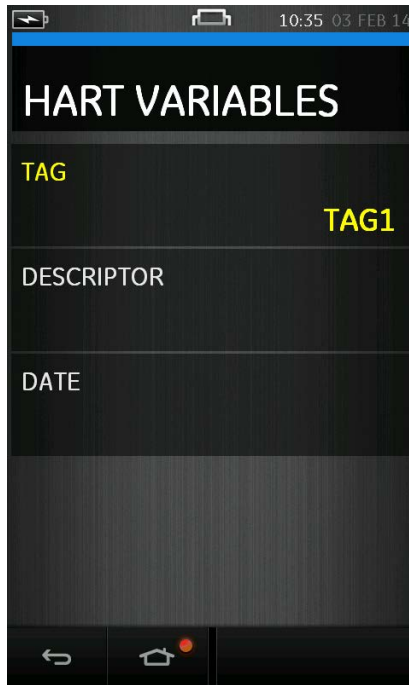 10:35 03 FEB 14
HART VARIABLES
TAG
TAG1
DESCRIPTOR
DATE